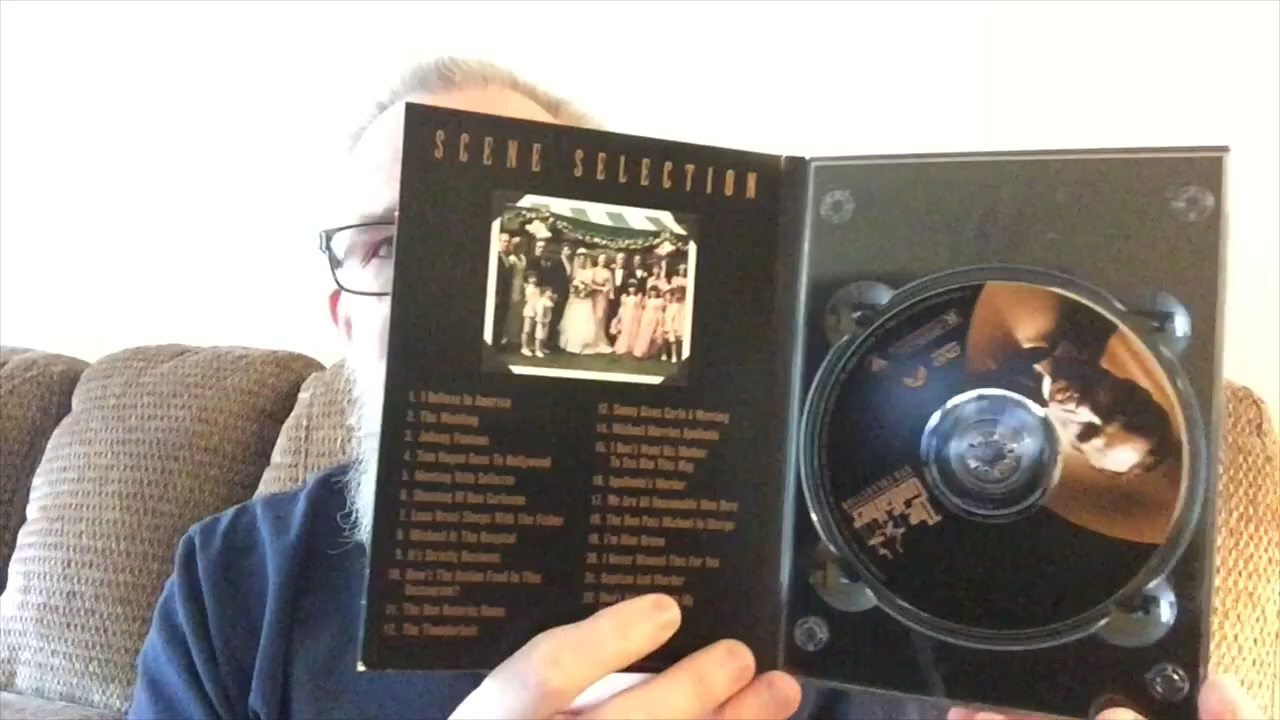 SCENE SELECTION
1. I Believe In America
2. The Wedding
3. Johnny Fontane
4. Tom Hagen Goes To Hollywood
5. Meeting With Sollozzo
6. Shooting Of Don Corleone
7. Luca Brasi Sleeps With The Fishes
8. Michael At The Hospital
9. It's Strictly Business
10. How's The Italian Food In This
Restaurant?
11. The Don Returns Home
12. The Thunderbolt
13. Sonny Gives Carlo A Warning
14. Michael Marries Apollonia
15. I Don't Want His Mother
To See Him This Way
16. Apollonia's Murder
17. We Are All Reasonable Men Here
18. The Don Puts Michael In Charge
19. I'm Moe Greene
20. I Never Wanted This For You
21. Baptism And Murder
22. Don't